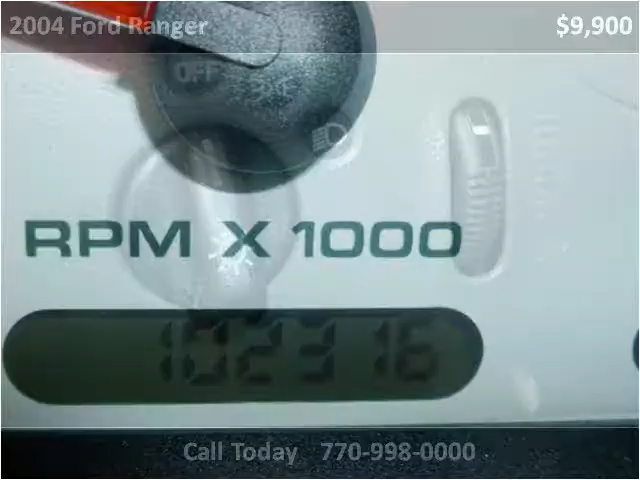 2004 Ford Ranger $9,900
OFF
RPM X 1000
102316
Call Today 770-998-0000